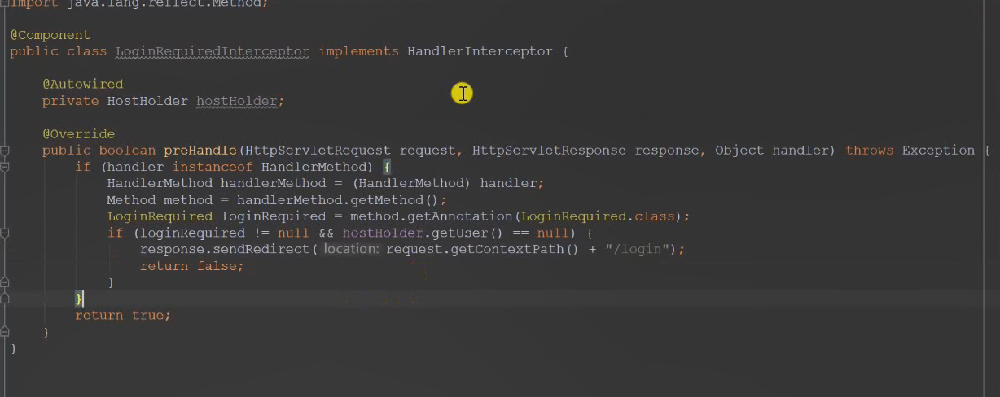 import java.lang.reflect.Method;
@Component
public class LoginRequiredInterceptor implements HandlerInterceptor {
@Autowired
private HostHolder hostHolder;
@Override
public boolean preHandle(HttpServletRequest request, HttpServletResponse response, Object handler) throws Exception {
if (handler instanceof HandlerMethod) {
HandlerMethod handlerMethod = (HandlerMethod) handler;
Method method = handlerMethod.getMethod();
LoginRequired loginRequired = method.getAnnotation(LoginRequired.class);
if (loginRequired != null && hostHolder.getUser() == null) {
response.sendRedirect( location: request.getContextPath() + "/login");
return false;
}
}
return true;
}
}